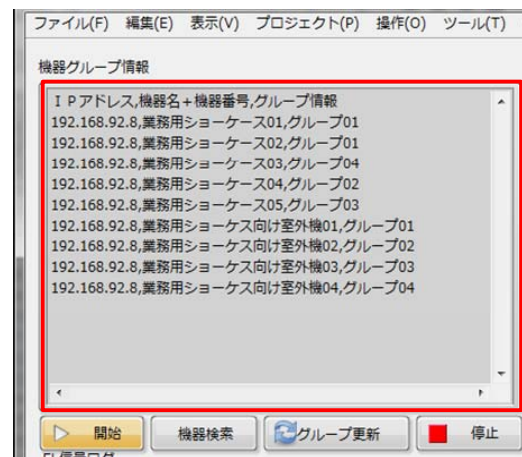 ファイル(F) 編集(E) 表示(V) プロジェクト(P) 操作(O) ツール(T)
機器グループ情報
IPアドレス,機器名+機器番号,グループ情報
192.168.92.8,業務用ショーケース01,グループ01
192.168.92.8,業務用ショーケース02,グループ01
192.168.92.8,業務用ショーケース03,グループ04
192.168.92.8,業務用ショーケース04,グループ02
192.168.92.8,業務用ショーケース05,グループ03
192.168.92.8,業務用ショーケス向け室外機01,グループ01
192.168.92.8,業務用ショーケス向け室外機02,グループ02
192.168.92.8,業務用ショーケス向け室外機03,グループ03
192.168.92.8,業務用ショーケス向け室外機04,グループ04
開始 機器検索 グループ更新 停止